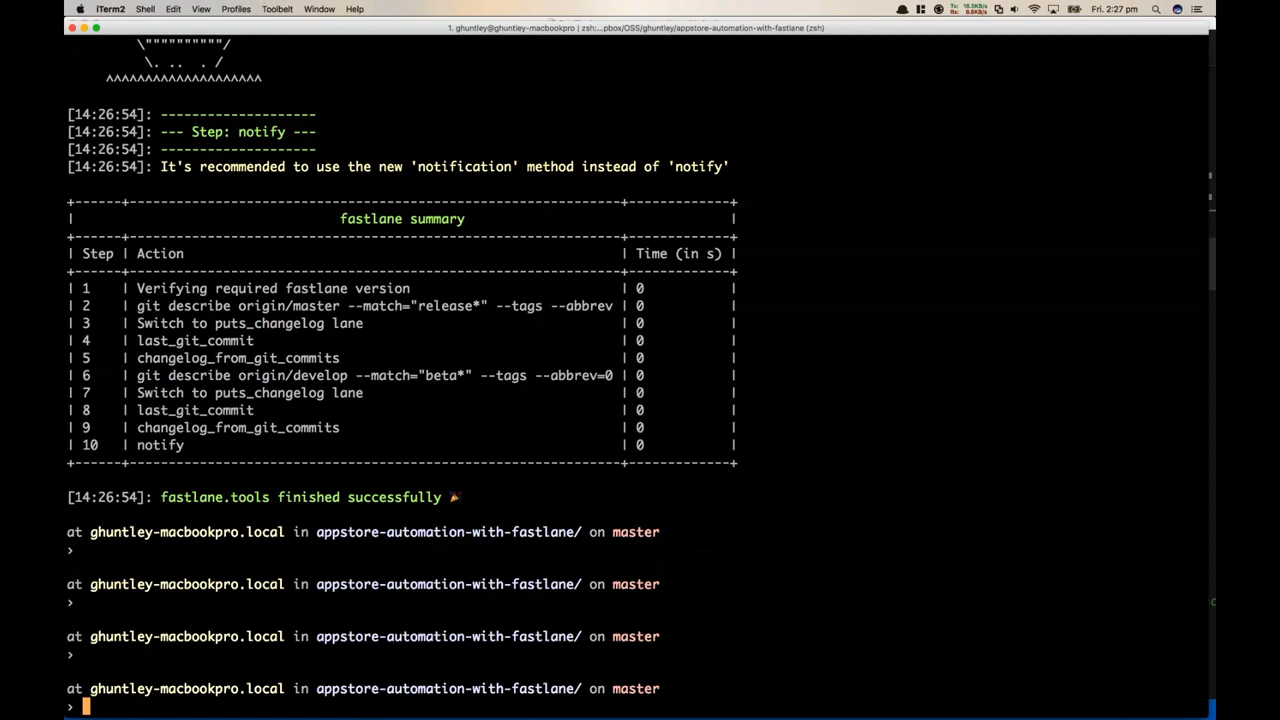 iTerm2 Shell Edit View Profiles Toolbelt Window Help
Tx: 16.5KB/s
Rx: 8.6KB/s
Fri. 2:27 pm
1. ghuntley@ghuntley-macbookpro | zsh:...pbox/OSS/ghuntley/appstore-automation-with-fastlane (zsh)
\""""""""""/
\. .. . /
^^^^^^^^^^^^^^^^^^^^
[14:26:54]: --------------------
[14:26:54]: --- Step: notify ---
[14:26:54]: --------------------
[14:26:54]: It's recommended to use the new 'notification' method instead of 'notify'
+------+---------------------------------------------------------------+------------+
| fastlane summary |
+------+---------------------------------------------------------------+------------+
| Step | Action | Time (in s) |
+------+---------------------------------------------------------------+------------+
| 1 | Verifying required fastlane version | 0 |
| 2 | git describe origin/master --match="release*" --tags --abbrev | 0 |
| 3 | Switch to puts_changelog lane | 0 |
| 4 | last_git_commit | 0 |
| 5 | changelog_from_git_commits | 0 |
| 6 | git describe origin/develop --match="beta*" --tags --abbrev=0 | 0 |
| 7 | Switch to puts_changelog lane | 0 |
| 8 | last_git_commit | 0 |
| 9 | changelog_from_git_commits | 0 |
| 10 | notify | 0 |
+------+---------------------------------------------------------------+------------+
[14:26:54]: fastlane.tools finished successfully 🎉
at ghuntley-macbookpro.local in appstore-automation-with-fastlane/ on master
›
at ghuntley-macbookpro.local in appstore-automation-with-fastlane/ on master
›
at ghuntley-macbookpro.local in appstore-automation-with-fastlane/ on master
›
at ghuntley-macbookpro.local in appstore-automation-with-fastlane/ on master
›